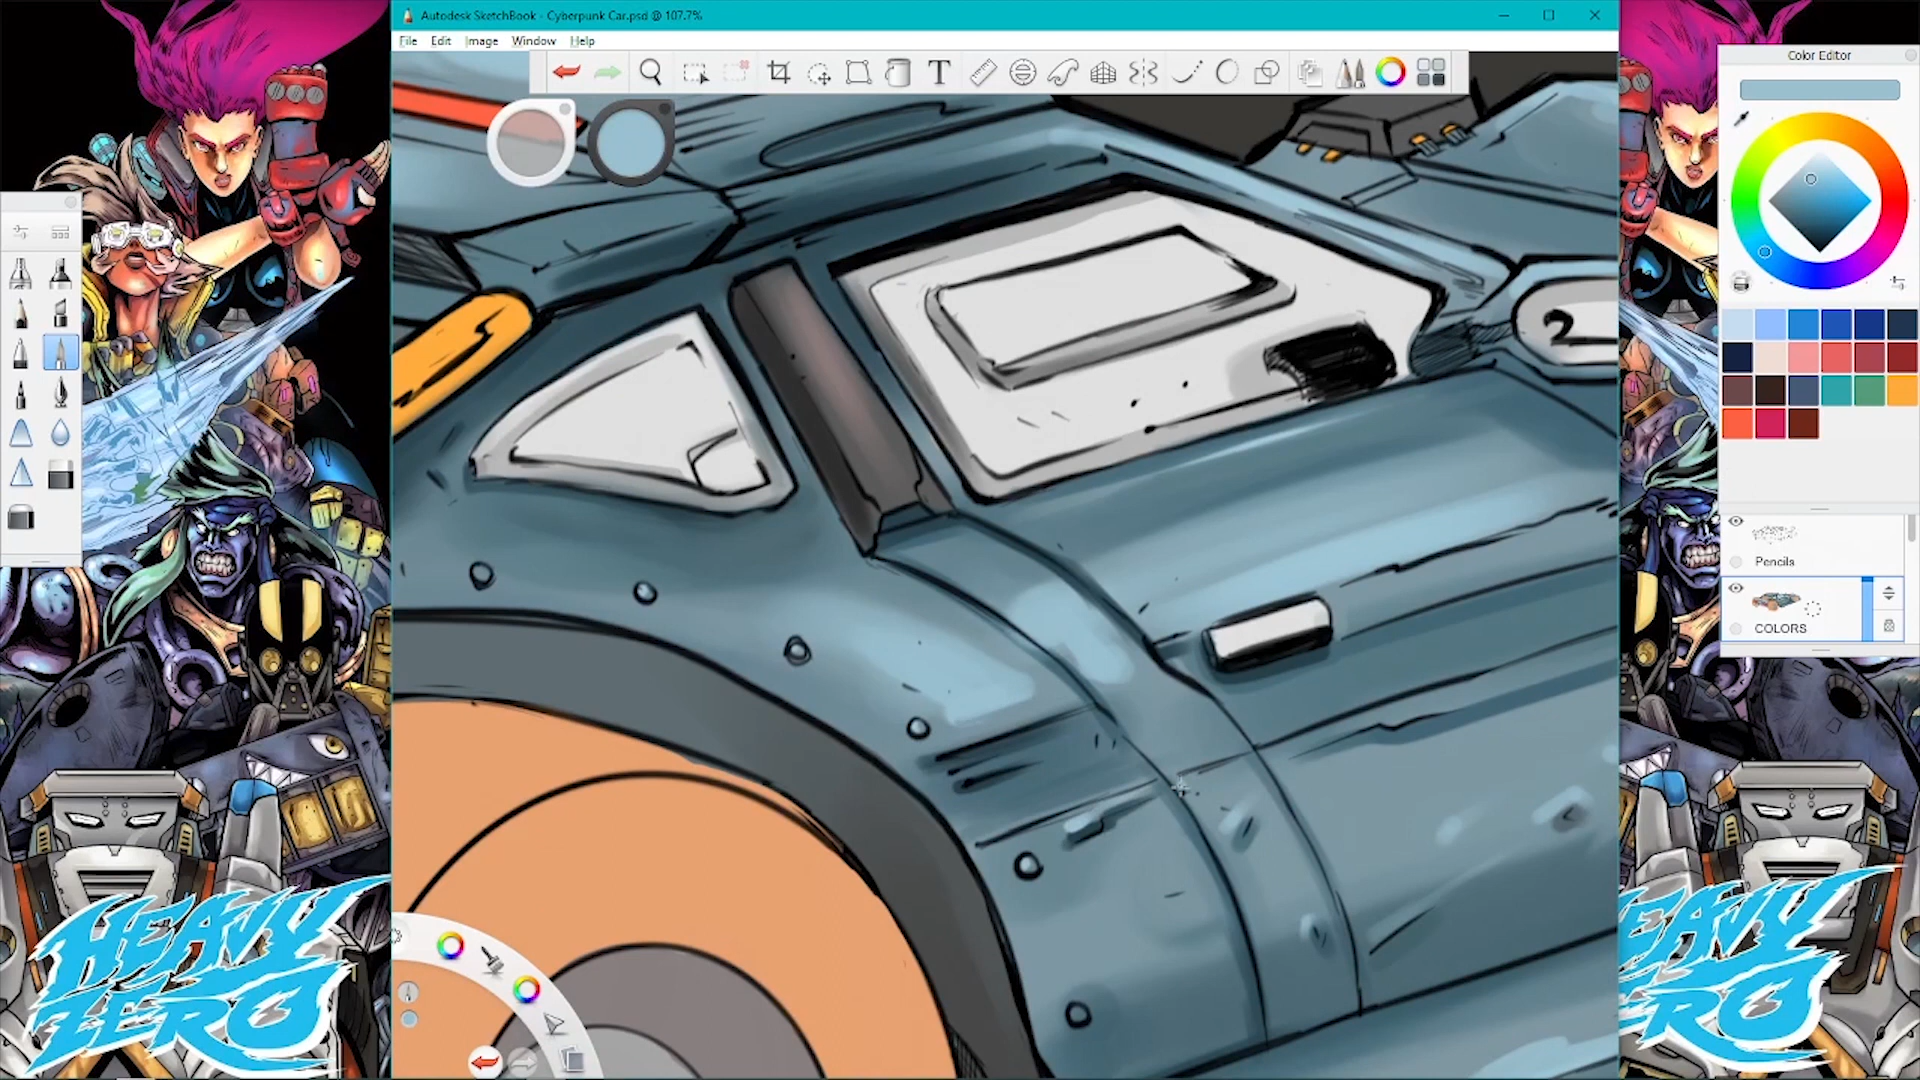 Autodesk SketchBook - Cyberpunk Car.psd @ 107.7%
File Edit Image Window Help
T
Color Editor
2
Pencils
COLORS
HEAVY
ZERO
HEAVY
ZERO